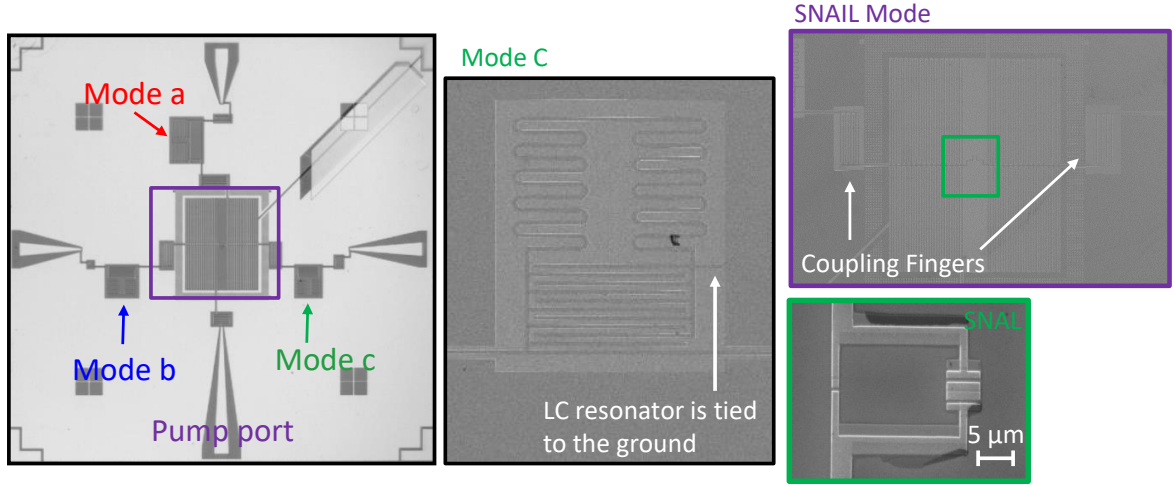 Mode a
Mode b
Mode c
Pump port
Mode C
LC resonator is tied
to the ground
SNAIL Mode
Coupling Fingers
SNAL
5 μm